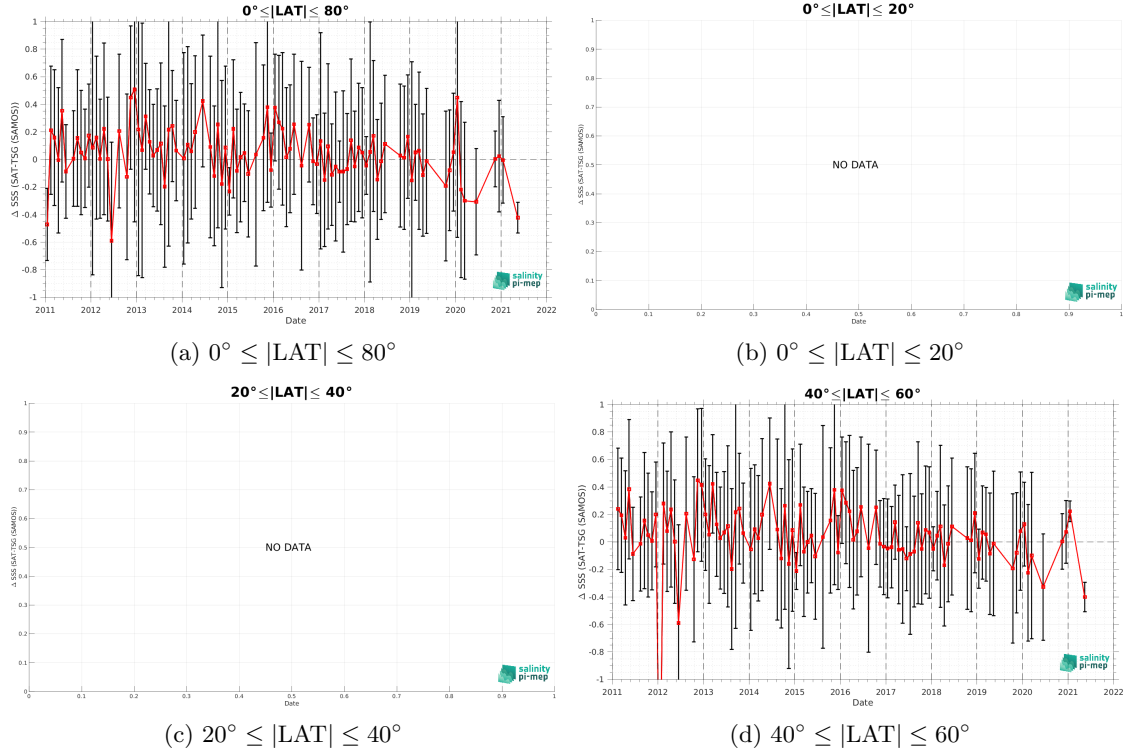 0°≤|LAT|≤ 80°
Δ SSS (SAT-TSG (SAMOS))
1
0.8
0.6
0.4
0.2
0
-0.2
-0.4
-0.6
-0.8
-1
2011 2012 2013 2014 2015 2016 2017 2018 2019 2020 2021 2022
Date
salinity
pi-mep
(a) 0° ≤ |LAT| ≤ 80°
0°≤|LAT|≤ 20°
Δ SSS (SAT-TSG (SAMOS))
1
0.9
0.8
0.7
0.6
0.5
0.4
0.3
0.2
0.1
0
NO DATA
0 0.1 0.2 0.3 0.4 0.5 0.6 0.7 0.8 0.9 1
Date
salinity
pi-mep
(b) 0° ≤ |LAT| ≤ 20°
20°≤|LAT|≤ 40°
Δ SSS (SAT-TSG (SAMOS))
1
0.9
0.8
0.7
0.6
0.5
0.4
0.3
0.2
0.1
0
NO DATA
0 0.1 0.2 0.3 0.4 0.5 0.6 0.7 0.8 0.9 1
Date
salinity
pi-mep
(c) 20° ≤ |LAT| ≤ 40°
40°≤|LAT|≤ 60°
Δ SSS (SAT-TSG (SAMOS))
1
0.8
0.6
0.4
0.2
0
-0.2
-0.4
-0.6
-0.8
-1
2011 2012 2013 2014 2015 2016 2017 2018 2019 2020 2021 2022
Date
salinity
pi-mep
(d) 40° ≤ |LAT| ≤ 60°